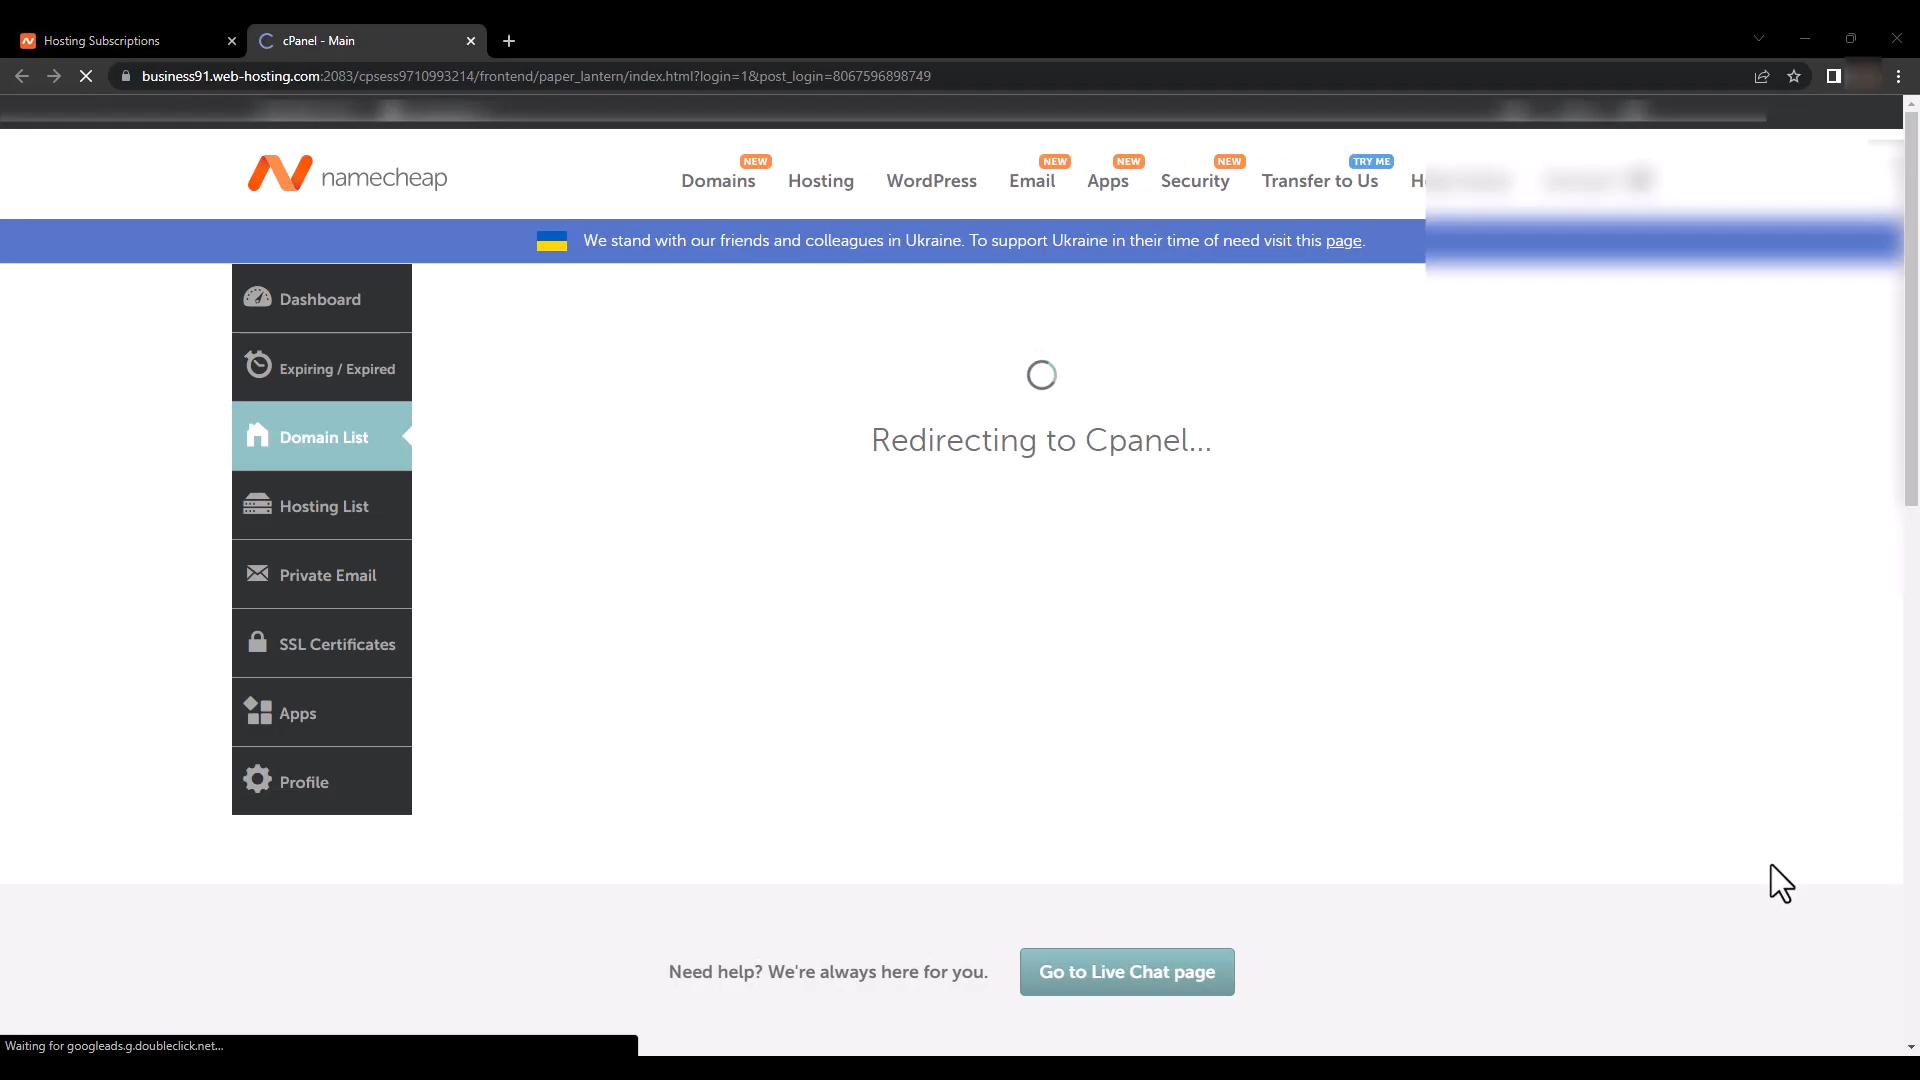 Hosting Subscriptions
cPanel - Main
business91.web-hosting.com:2083/cpsess9710993214/frontend/paper_lantern/index.html?login=1&post_login=8067596898749
namecheap
NEW
NEW
NEW
NEW
TRY ME
Domains
Hosting
WordPress
Email
Apps
Security
Transfer to Us
We stand with our friends and colleagues in Ukraine. To support Ukraine in their time of need visit this page.
Dashboard
Expiring / Expired
Domain List
Hosting List
Private Email
SSL Certificates
Apps
Profile
Redirecting to Cpanel...
Need help? We're always here for you.
Go to Live Chat page
Waiting for googleads.g.doubleclick.net...